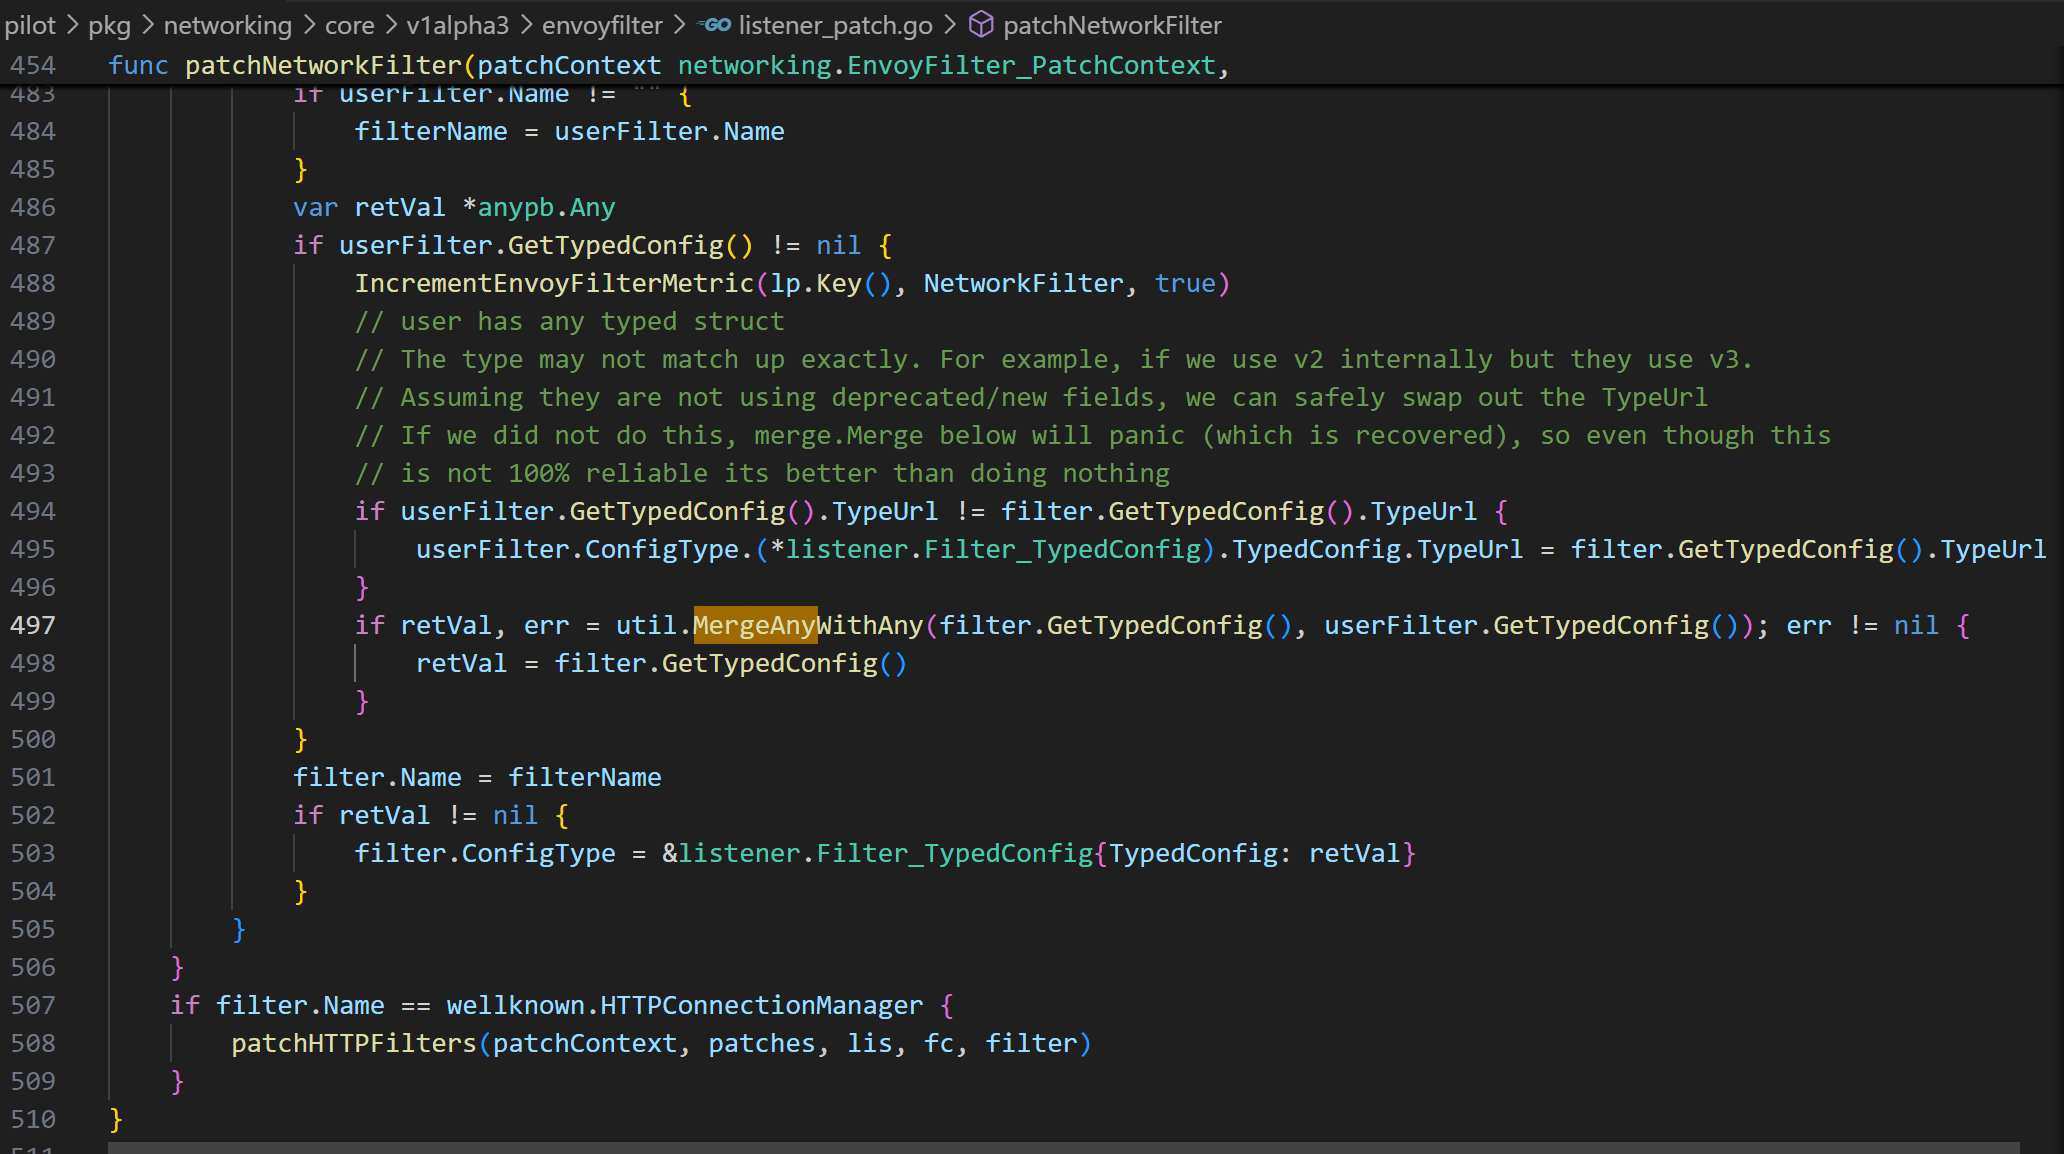 pilot > pkg > networking > core > v1alpha3 > envoyfilter > GO listener_patch.go > patchNetworkFilter
454 func patchNetworkFilter(patchContext networking.EnvoyFilter_PatchContext,
483 if userFilter.Name != "" {
484 filterName = userFilter.Name
485 }
486 var retVal *anypb.Any
487 if userFilter.GetTypedConfig() != nil {
488 IncrementEnvoyFilterMetric(lp.Key(), NetworkFilter, true)
489 // user has any typed struct
490 // The type may not match up exactly. For example, if we use v2 internally but they use v3.
491 // Assuming they are not using deprecated/new fields, we can safely swap out the TypeUrl
492 // If we did not do this, merge.Merge below will panic (which is recovered), so even though this
493 // is not 100% reliable its better than doing nothing
494 if userFilter.GetTypedConfig().TypeUrl != filter.GetTypedConfig().TypeUrl {
495 userFilter.ConfigType.(*listener.Filter_TypedConfig).TypedConfig.TypeUrl = filter.GetTypedConfig().TypeUrl
496 }
497 if retVal, err = util.MergeAnyWithAny(filter.GetTypedConfig(), userFilter.GetTypedConfig()); err != nil {
498 retVal = filter.GetTypedConfig()
499 }
500 }
501 filter.Name = filterName
502 if retVal != nil {
503 filter.ConfigType = &listener.Filter_TypedConfig{TypedConfig: retVal}
504 }
505 }
506 }
507 if filter.Name == wellknown.HTTPConnectionManager {
508 patchHTTPFilters(patchContext, patches, lis, fc, filter)
509 }
510 }
511